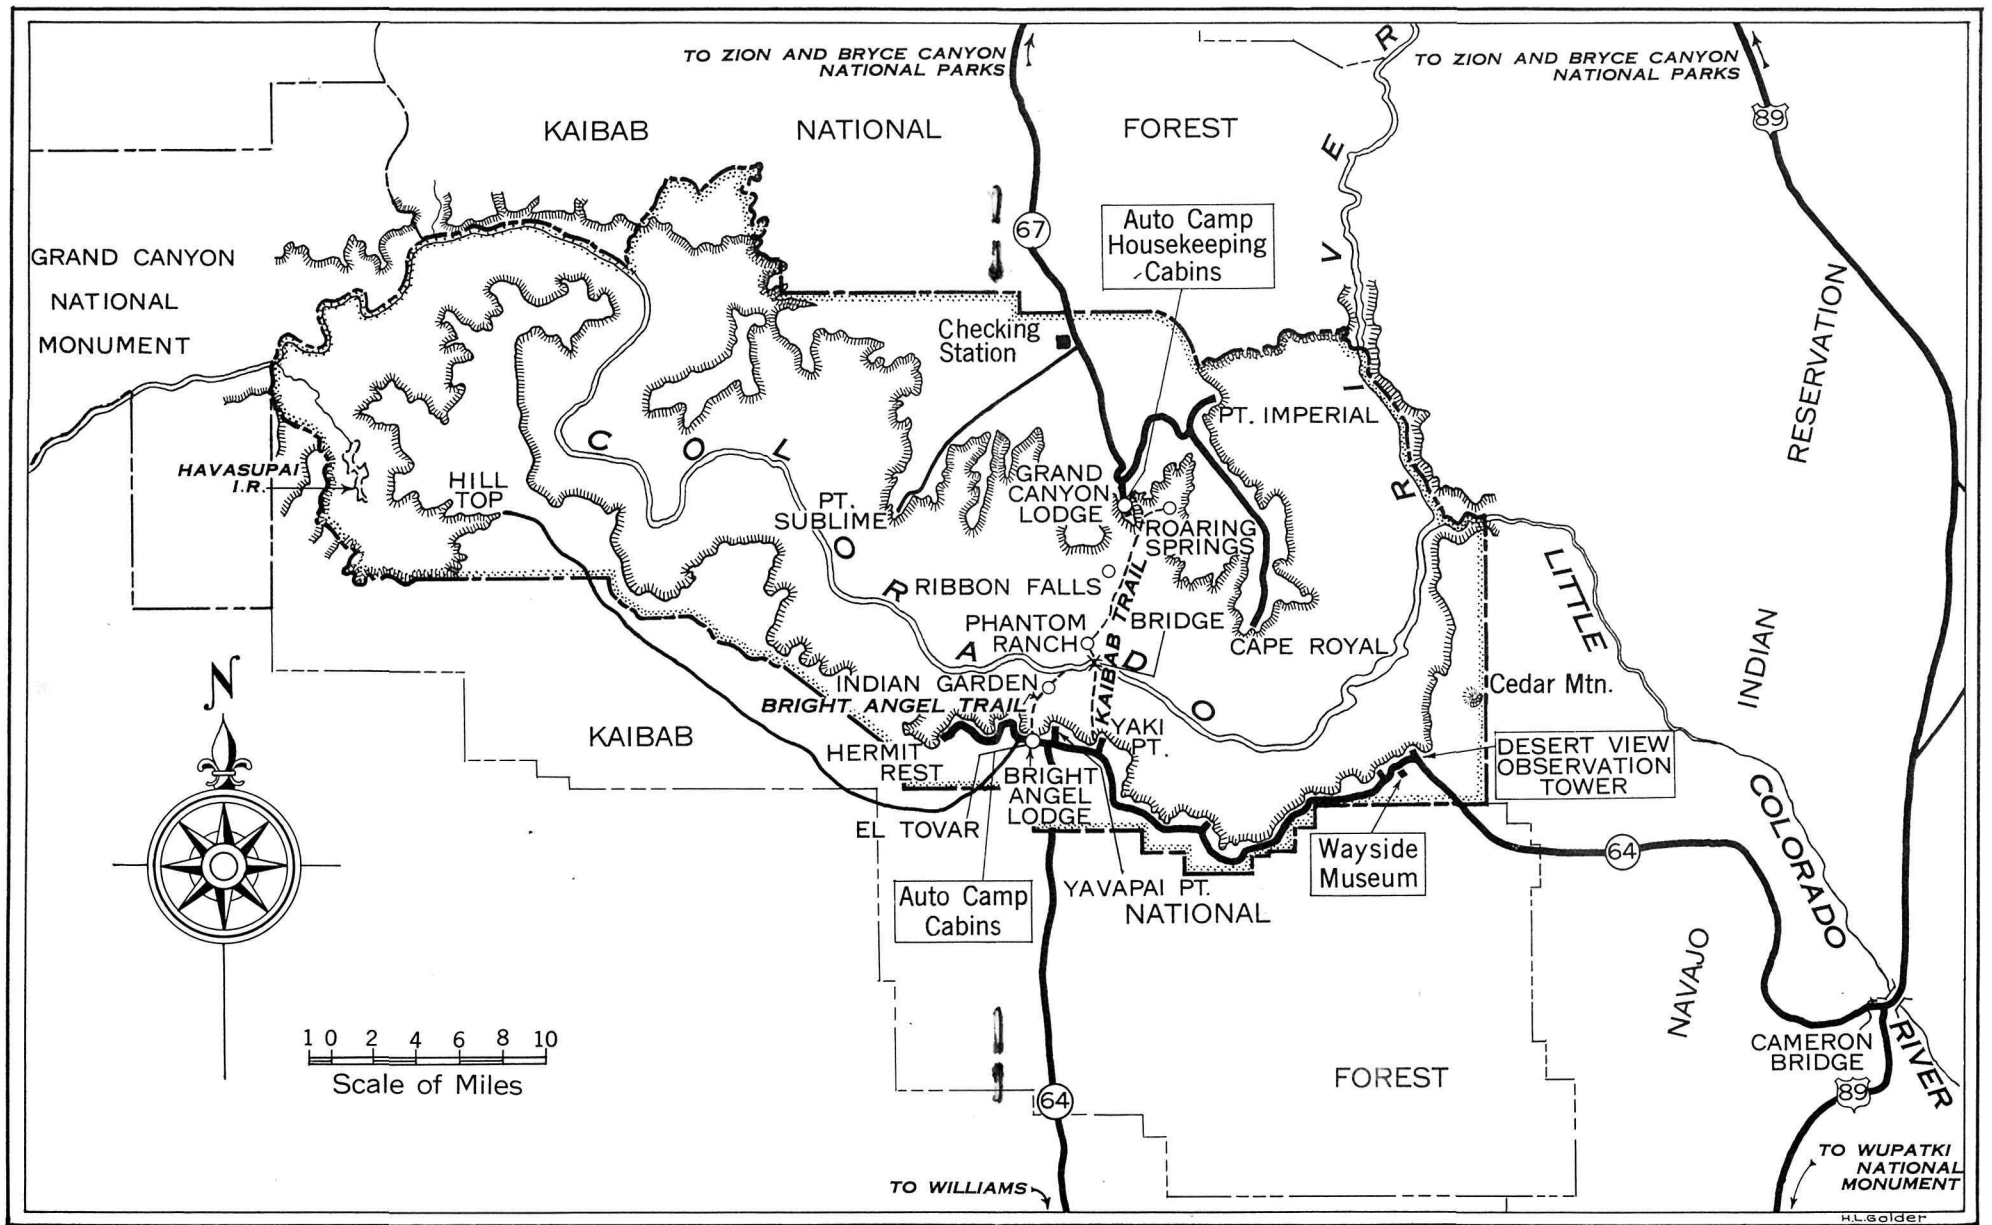 TO ZION AND BRYCE CANYON
NATIONAL PARKS
TO ZION AND BRYCE CANYON
NATIONAL PARKS
89
KAIBAB
NATIONAL
FOREST
67
Auto Camp
Housekeeping
Cabins
GRAND CANYON
NATIONAL
MONUMENT
Checking
Station
PT. IMPERIAL
HAVASUPAI
I.R.
HILL
TOP
PT.
SUBLIME
GRAND
CANYON
LODGE
ROARING
SPRINGS
RIBBON FALLS
KAIBAB TRAIL
PHANTOM
RANCH
BRIDGE
CAPE ROYAL
COLORADO
RIVER
INDIAN GARDEN
BRIGHT ANGEL TRAIL
KAIBAB TRAIL
YAKI
PT.
HERMIT
REST
BRIGHT
ANGEL
LODGE
EL TOVAR
Auto Camp
Cabins
YAVAPAI PT.
Cedar Mtn.
DESERT VIEW
OBSERVATION
TOWER
Wayside
Museum
64
LITTLE
COLORADO
RIVER
NAVAJO
INDIAN
RESERVATION
N
KAIBAB
NATIONAL
FOREST
1 0 2 4 6 8 10
Scale of Miles
64
CAMERON
BRIDGE
89
TO WILLIAMS
TO WUPATKI
NATIONAL
MONUMENT
H.L.Golder